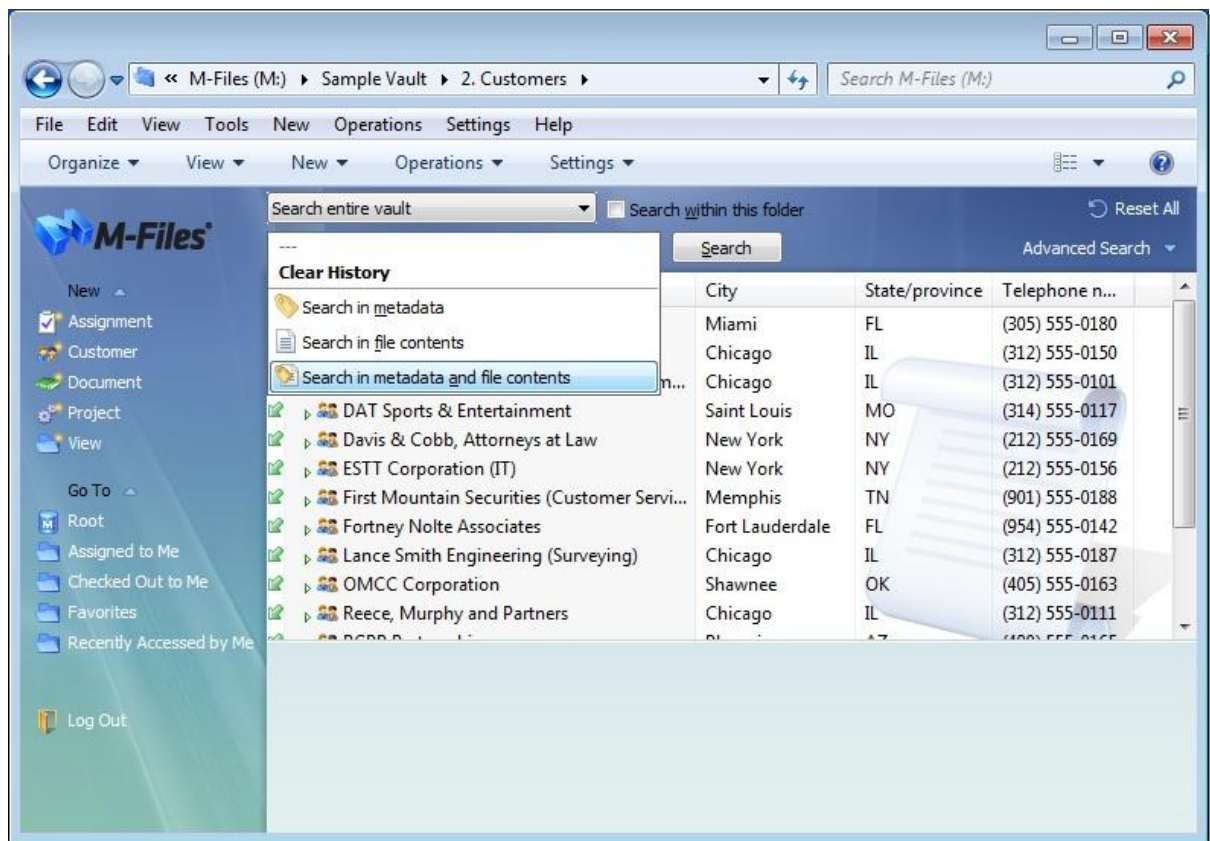 « M-Files (M:) ▸ Sample Vault ▸ 2. Customers ▸ Search M-Files (M:)
File Edit View Tools New Operations Settings Help
Organize View New Operations Settings
Search entire vault Search within this folder Reset All
M-Files
---
Search Advanced Search
Clear History
New City State/province Telephone n...
Search in metadata
Assignment Miami FL (305) 555-0180
Search in file contents
Customer Chicago IL (312) 555-0150
Search in metadata and file contents
Document m... Chicago IL (312) 555-0101
Project DAT Sports & Entertainment Saint Louis MO (314) 555-0117
View Davis & Cobb, Attorneys at Law New York NY (212) 555-0169
ESTT Corporation (IT) New York NY (212) 555-0156
Go To First Mountain Securities (Customer Servi... Memphis TN (901) 555-0188
Root Fortney Nolte Associates Fort Lauderdale FL (954) 555-0142
Assigned to Me Lance Smith Engineering (Surveying) Chicago IL (312) 555-0187
Checked Out to Me OMCC Corporation Shawnee OK (405) 555-0163
Favorites Reece, Murphy and Partners Chicago IL (312) 555-0111
Recently Accessed by Me
Log Out